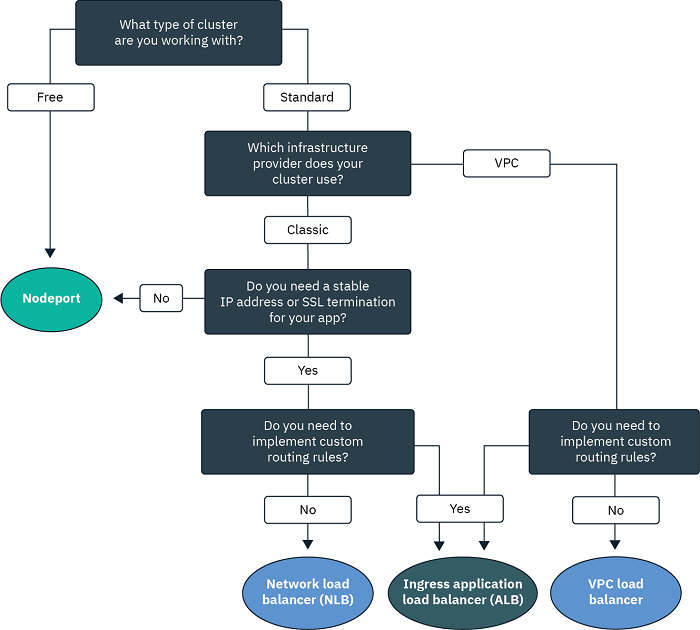 What type of cluster
are you working with?
Free
Standard
Which infrastructure
provider does your
cluster use?
VPC
Classic
Do you need a stable
IP address or SSL termination
for your app?
No
Nodeport
Yes
Do you need to
implement custom
routing rules?
Do you need to
implement custom
routing rules?
No
Yes
No
Network load
balancer (NLB)
Ingress application
load balancer (ALB)
VPC load
balancer